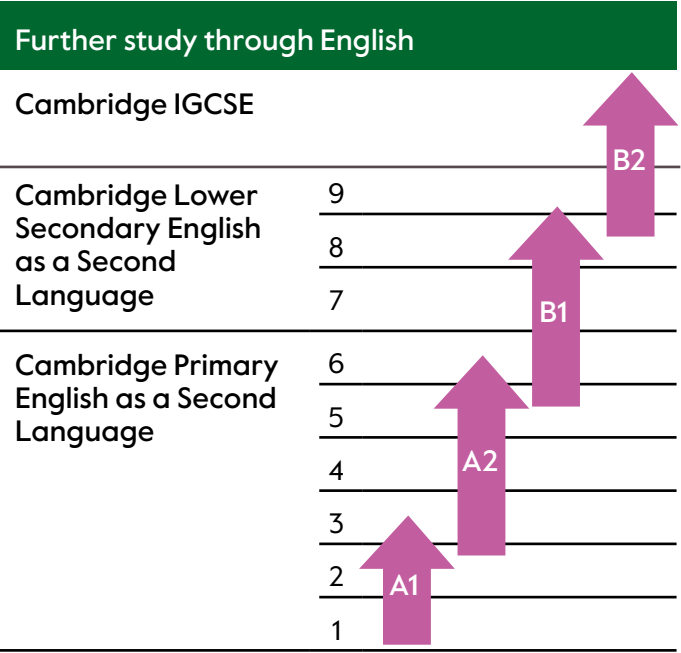 Further study through English
Cambridge IGCSE
B2
Cambridge Lower
Secondary English
as a Second
Language
9
8
7
B1
Cambridge Primary
English as a Second
Language
6
5
4
3
2
1
A2
A1